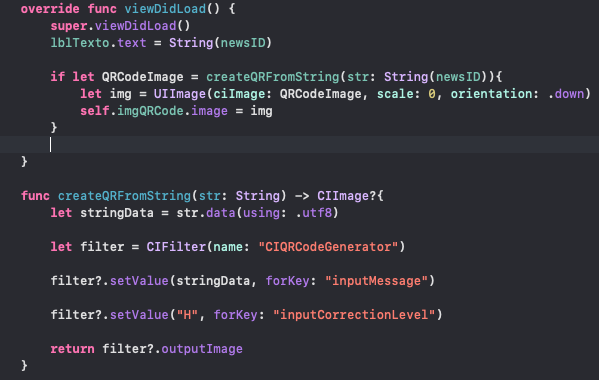 override func viewDidLoad() {
    super.viewDidLoad()
    lblTexto.text = String(newsID)
    if let QRCodeImage = createQRFromString(str: String(newsID)){
        let img = UIImage(ciImage: QRCodeImage, scale: 0, orientation: .down)
        self.imgQRCode.image = img
    }
}
func createQRFromString(str: String) -> CIImage?{
    let stringData = str.data(using: .utf8)
    let filter = CIFilter(name: "CIQRCodeGenerator")
    filter?.setValue(stringData, forKey: "inputMessage")
    filter?.setValue("H", forKey: "inputCorrectionLevel")
    return filter?.outputImage
}